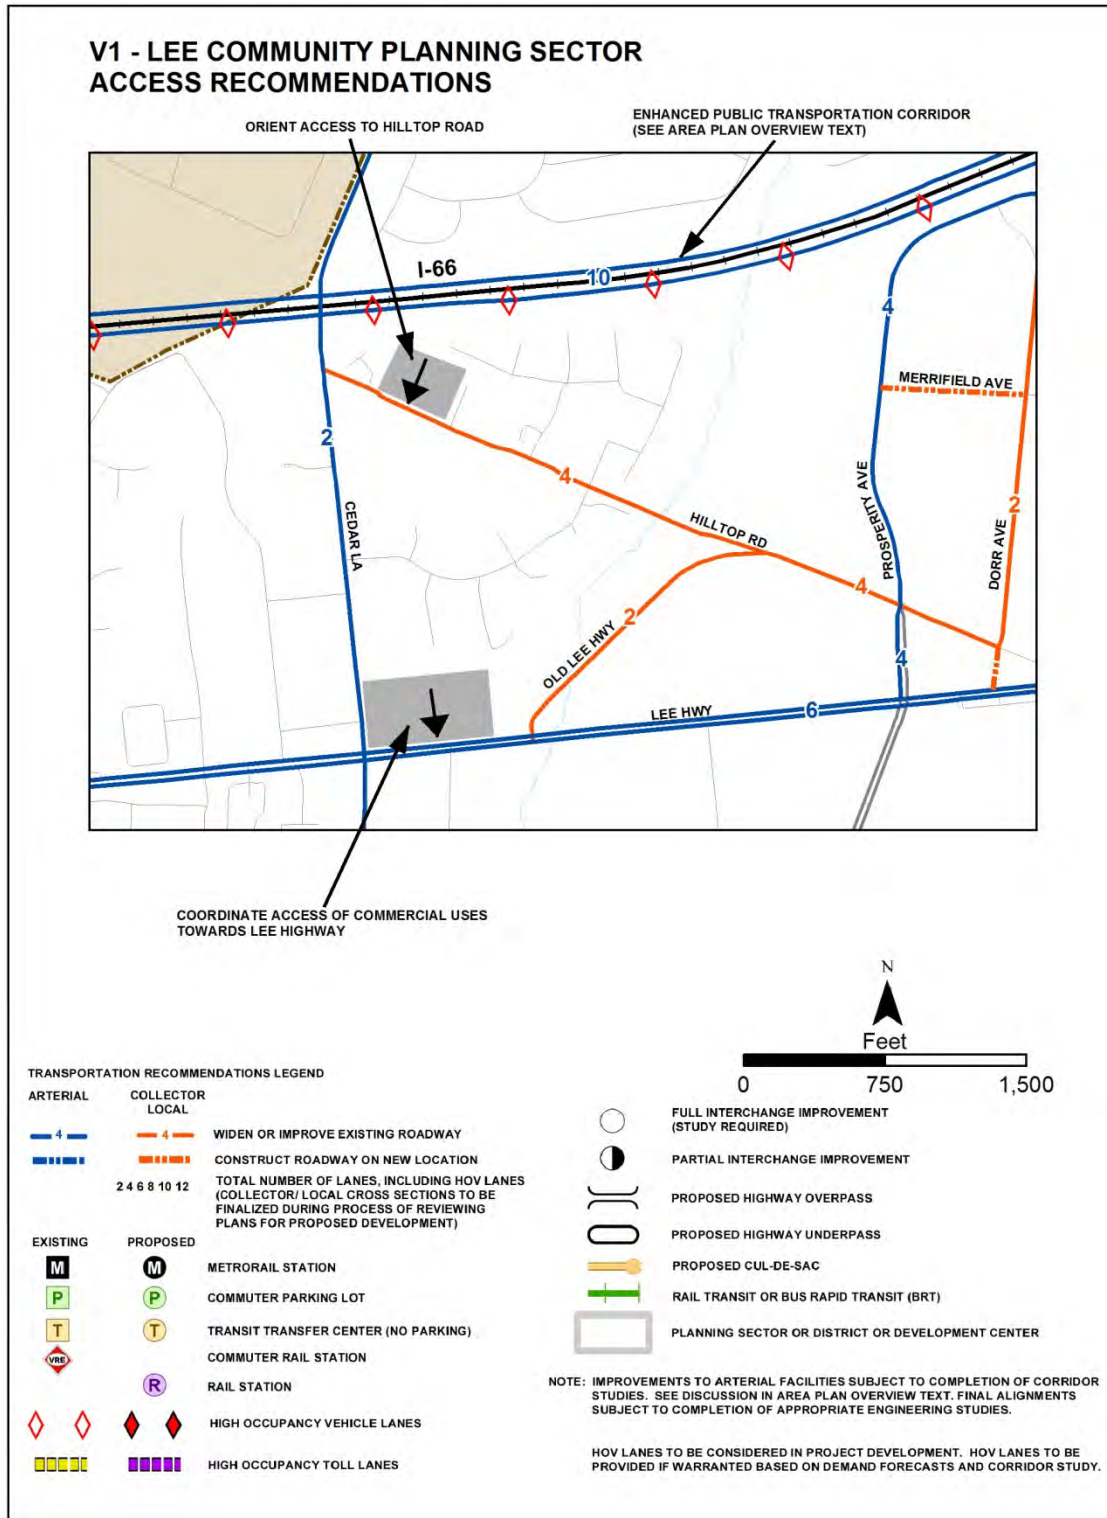 V1 - LEE COMMUNITY PLANNING SECTOR
ACCESS RECOMMENDATIONS
ORIENT ACCESS TO HILLTOP ROAD
ENHANCED PUBLIC TRANSPORTATION CORRIDOR
(SEE AREA PLAN OVERVIEW TEXT)
I-66
10
4
MERRIFIELD AVE
2
CEDAR LA
4
HILLTOP RD
PROSPERITY AVE
2
DORR AVE
4
OLD LEE HWY
2
4
LEE HWY
6
COORDINATE ACCESS OF COMMERCIAL USES
TOWARDS LEE HIGHWAY
N
Feet
0 750 1,500
TRANSPORTATION RECOMMENDATIONS LEGEND
ARTERIAL COLLECTOR
LOCAL
4 4 WIDEN OR IMPROVE EXISTING ROADWAY
CONSTRUCT ROADWAY ON NEW LOCATION
2 4 6 8 10 12 TOTAL NUMBER OF LANES, INCLUDING HOV LANES
(COLLECTOR/ LOCAL CROSS SECTIONS TO BE
FINALIZED DURING PROCESS OF REVIEWING
PLANS FOR PROPOSED DEVELOPMENT)
EXISTING PROPOSED
M M METRORAIL STATION
P P COMMUTER PARKING LOT
T T TRANSIT TRANSFER CENTER (NO PARKING)
VRE COMMUTER RAIL STATION
R RAIL STATION
HIGH OCCUPANCY VEHICLE LANES
HIGH OCCUPANCY TOLL LANES
FULL INTERCHANGE IMPROVEMENT
(STUDY REQUIRED)
PARTIAL INTERCHANGE IMPROVEMENT
PROPOSED HIGHWAY OVERPASS
PROPOSED HIGHWAY UNDERPASS
PROPOSED CUL-DE-SAC
RAIL TRANSIT OR BUS RAPID TRANSIT (BRT)
PLANNING SECTOR OR DISTRICT OR DEVELOPMENT CENTER
NOTE: IMPROVEMENTS TO ARTERIAL FACILITIES SUBJECT TO COMPLETION OF CORRIDOR
STUDIES. SEE DISCUSSION IN AREA PLAN OVERVIEW TEXT. FINAL ALIGNMENTS
SUBJECT TO COMPLETION OF APPROPRIATE ENGINEERING STUDIES.
HOV LANES TO BE CONSIDERED IN PROJECT DEVELOPMENT. HOV LANES TO BE
PROVIDED IF WARRANTED BASED ON DEMAND FORECASTS AND CORRIDOR STUDY.